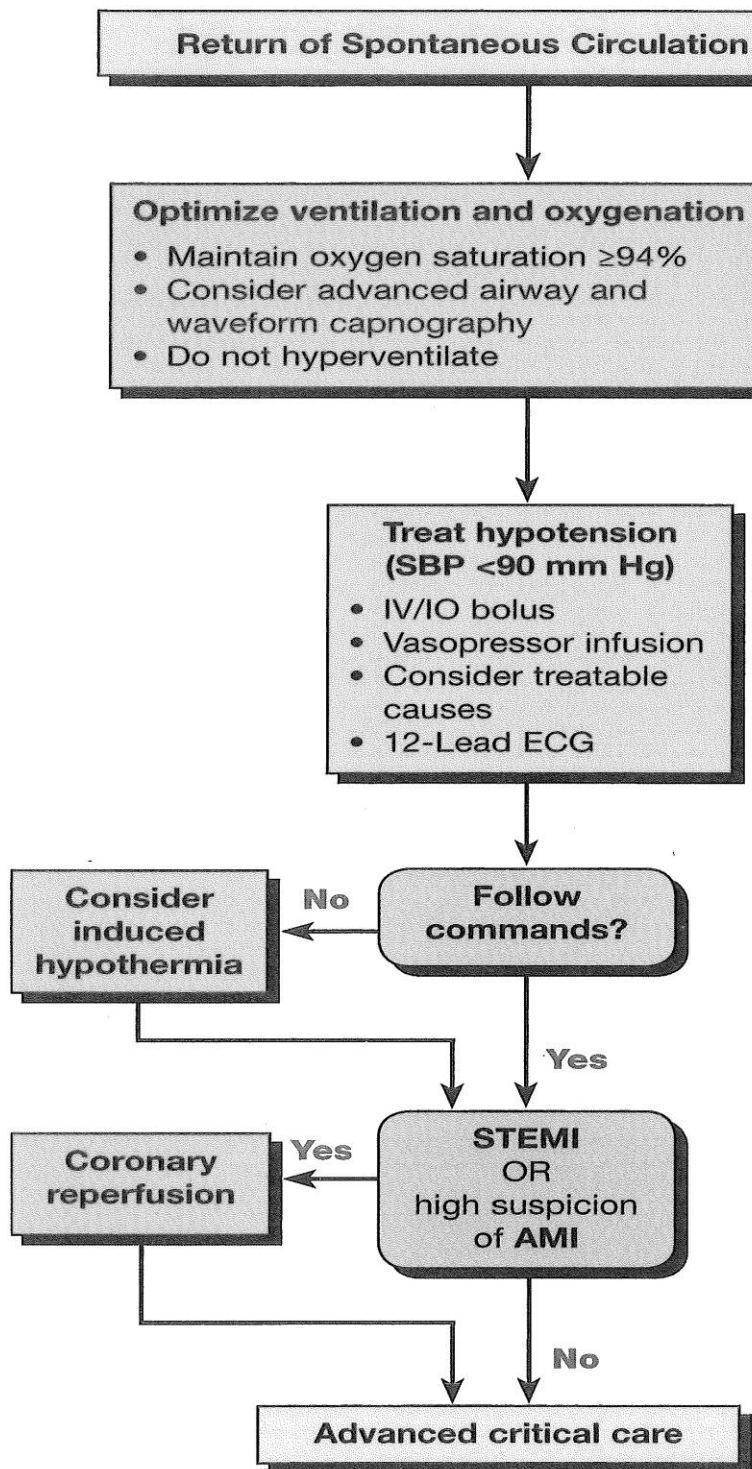 Return of Spontaneous Circulation
Optimize ventilation and oxygenation
• Maintain oxygen saturation ≥94%
• Consider advanced airway and
waveform capnography
• Do not hyperventilate
Treat hypotension
(SBP <90 mm Hg)
• IV/IO bolus
• Vasopressor infusion
• Consider treatable
causes
• 12-Lead ECG
Consider
induced
hypothermia
No
Follow
commands?
Yes
Coronary
reperfusion
Yes
STEMI
OR
high suspicion
of AMI
No
Advanced critical care